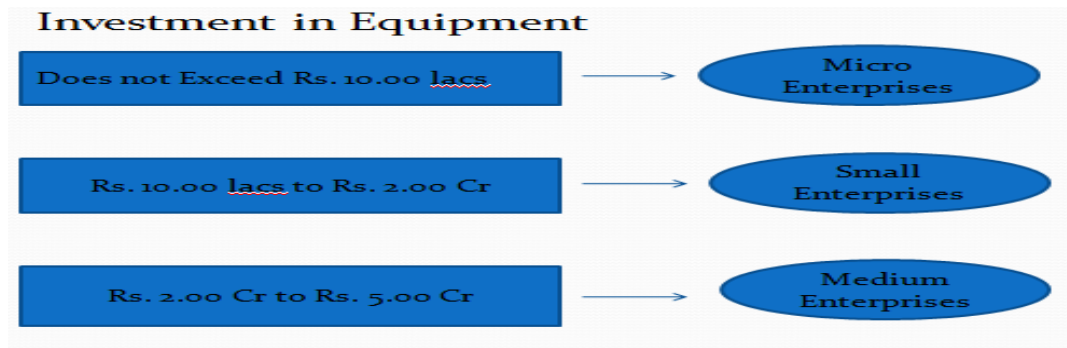 Investment in Equipment
Does not Exceed Rs. 10.00 lacs
Micro
Enterprises
Rs. 10.00 lacs to Rs. 2.00 Cr
Small
Enterprises
Rs. 2.00 Cr to Rs. 5.00 Cr
Medium
Enterprises